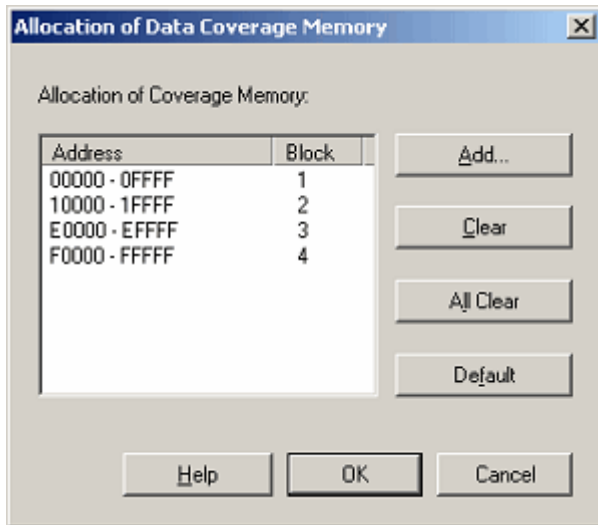 Allocation of Data Coverage Memory
Allocation of Coverage Memory:
Address Block
00000 - 0FFFF 1
10000 - 1FFFF 2
E0000 - EFFFF 3
F0000 - FFFFF 4
Add...
Clear
All Clear
Default
Help OK Cancel